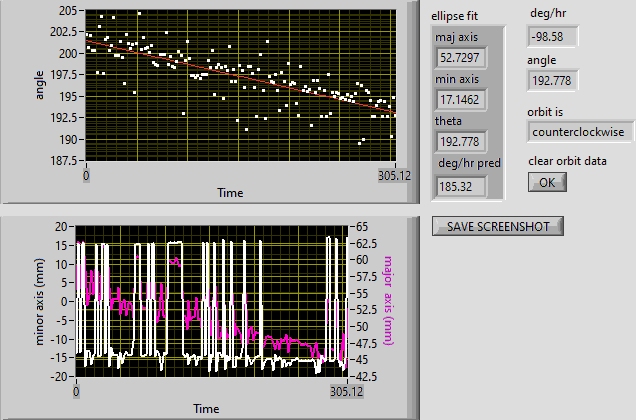 205
202.5
200
197.5
195
192.5
190
187.5
angle
0
305.12
Time
ellipse fit
maj axis
52.7297
min axis
17.1462
theta
192.778
deg/hr pred
185.32
deg/hr
-98.58
angle
192.778
orbit is
counterclockwise
clear orbit data
OK
SAVE SCREENSHOT
20
15
10
5
0
-5
-10
-15
-20
minor axis (mm)
65
62.5
60
57.5
55
52.5
50
47.5
45
42.5
major axis (mm)
0
305.12
Time